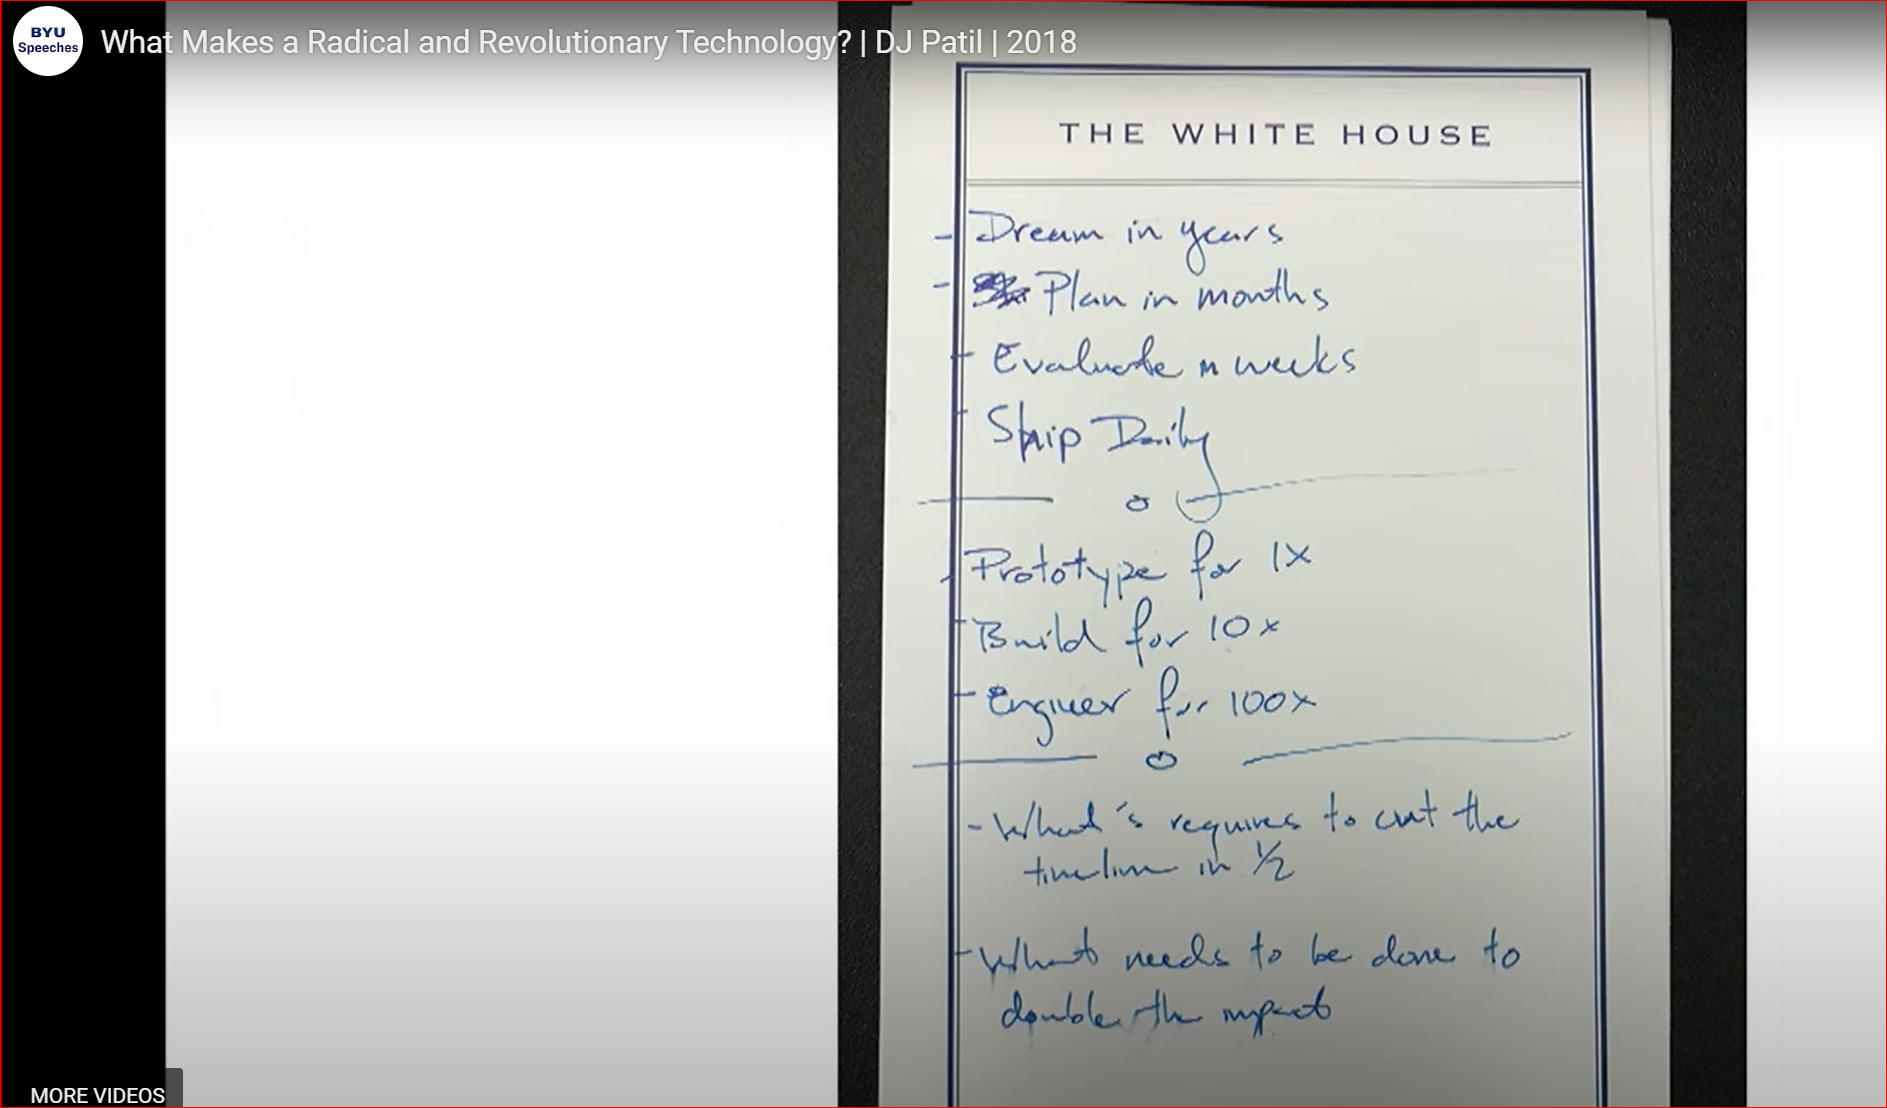 BYU
Speeches
What Makes a Radical and Revolutionary Technology? | DJ Patil | 2018
THE WHITE HOUSE
- Dream in years
- Plan in months
- Evaluate in weeks
- Ship Daily
- Prototype for 1x
- Build for 10x
- Engineer for 100x
- What's requires to cut the
timeline in 1/2
- What needs to be done to
double the impact
MORE VIDEOS